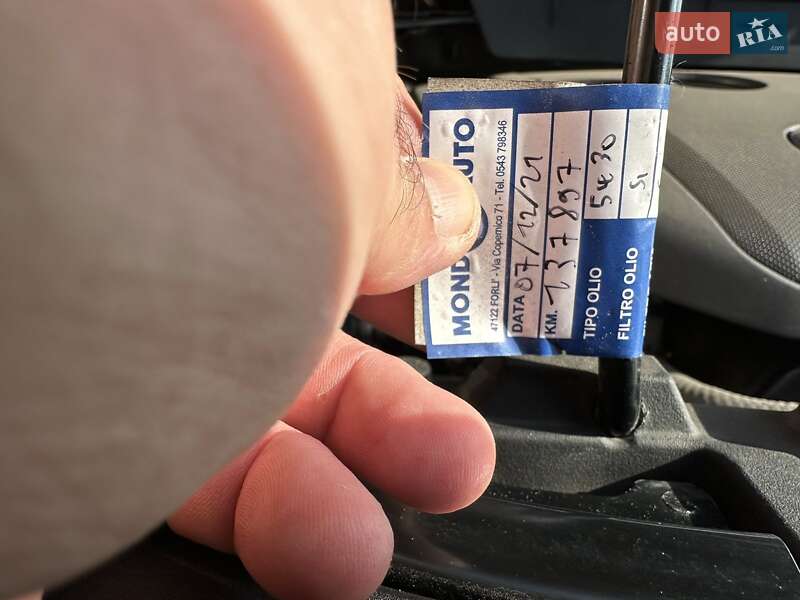 auto RIA
.com
MOND AUTO
47122 FORLI' - Via Copernico 71 - Tel. 0543 798346
DATA 07/12/21
KM. 137897
TIPO OLIO 5W30
FILTRO OLIO SI